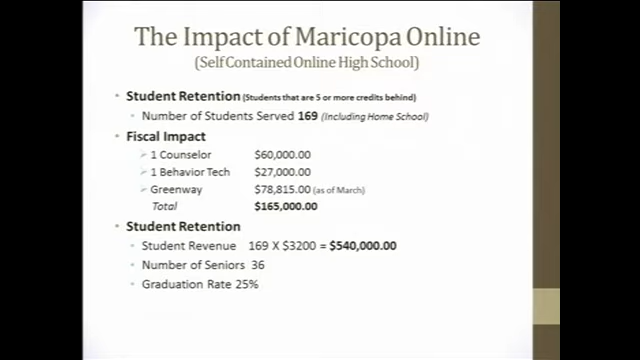 The Impact of Maricopa Online
(Self Contained Online High School)
Student Retention (Students that are 5 or more credits behind)
Number of Students Served 169 (Including Home School)
Fiscal Impact
1 Counselor $60,000.00
1 Behavior Tech $27,000.00
Greenway $78,815.00 (as of March)
Total $165,000.00
Student Retention
Student Revenue 169 X $3200 = $540,000.00
Number of Seniors 36
Graduation Rate 25%